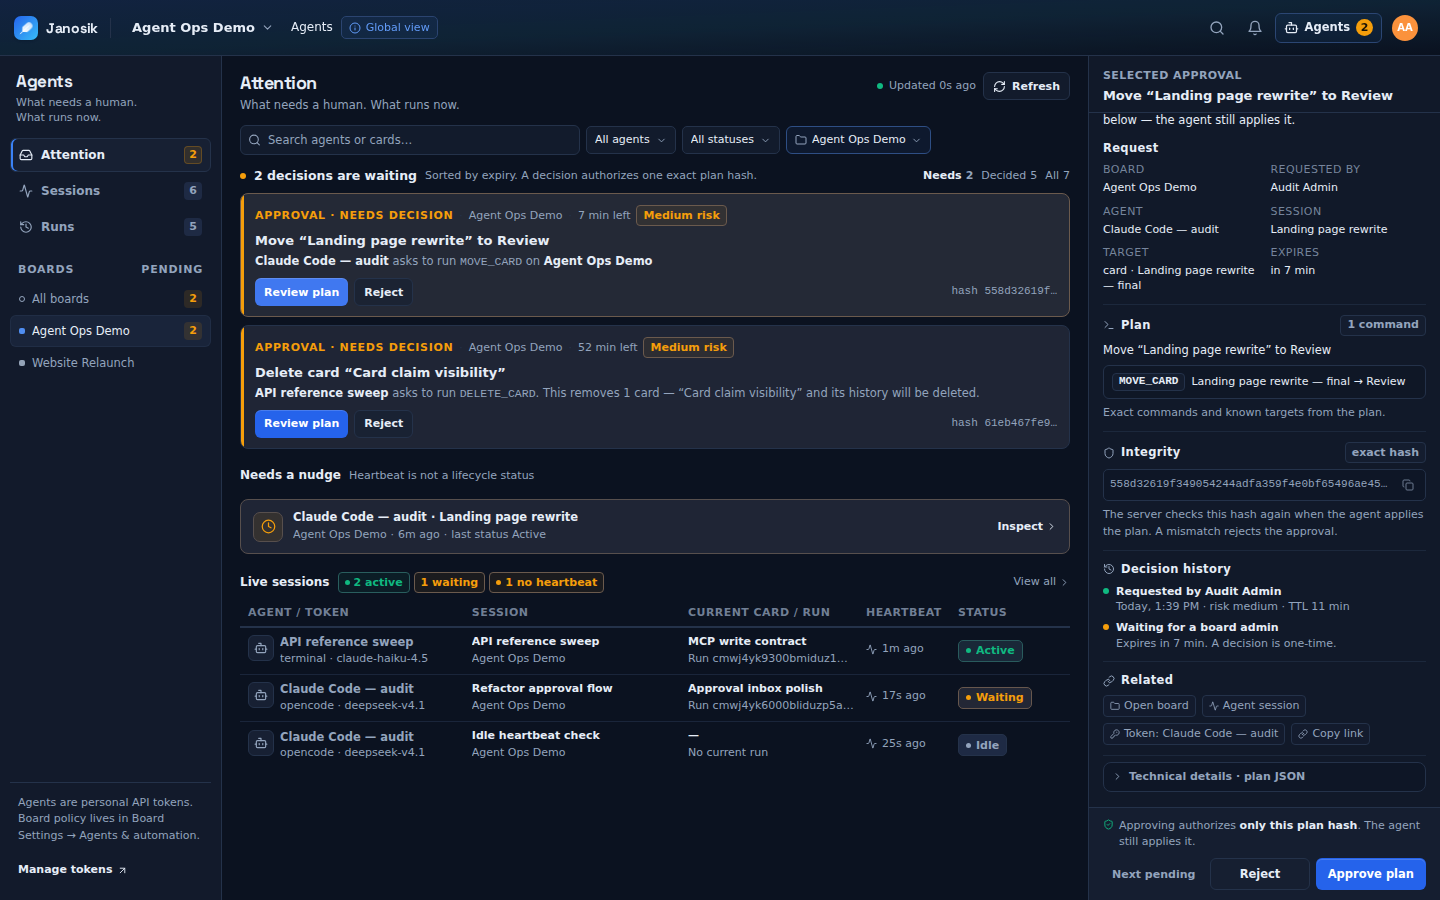 Janosik
Agent Ops Demo
Agents
Global view
Agents 2
AA
Agents
What needs a human.
What runs now.
Attention 2
Sessions 6
Runs 5
BOARDS PENDING
All boards 2
Agent Ops Demo 2
Website Relaunch
Agents are personal API tokens.
Board policy lives in Board
Settings → Agents & automation.
Manage tokens
Attention
What needs a human. What runs now.
Updated 0s ago
Refresh
Search agents or cards…
All agents
All statuses
Agent Ops Demo
2 decisions are waiting Sorted by expiry. A decision authorizes one exact plan hash.
Needs 2 Decided 5 All 7
APPROVAL · NEEDS DECISION Agent Ops Demo 7 min left Medium risk
Move “Landing page rewrite” to Review
Claude Code — audit asks to run MOVE_CARD on Agent Ops Demo
Review plan Reject hash 558d32619f…
APPROVAL · NEEDS DECISION Agent Ops Demo 52 min left Medium risk
Delete card “Card claim visibility”
API reference sweep asks to run DELETE_CARD. This removes 1 card — “Card claim visibility” and its history will be deleted.
Review plan Reject hash 61eb467fe9…
Needs a nudge Heartbeat is not a lifecycle status
Claude Code — audit · Landing page rewrite
Agent Ops Demo · 6m ago · last status Active
Inspect
Live sessions 2 active 1 waiting 1 no heartbeat View all
AGENT / TOKEN SESSION CURRENT CARD / RUN HEARTBEAT STATUS
API reference sweep API reference sweep MCP write contract 1m ago Active
terminal · claude-haiku-4.5 Agent Ops Demo Run cmwj4yk9300bmiduz1…
Claude Code — audit Refactor approval flow Approval inbox polish 17s ago Waiting
opencode · deepseek-v4.1 Agent Ops Demo Run cmwj4yk6000bliduzp5a…
Claude Code — audit Idle heartbeat check — 25s ago Idle
opencode · deepseek-v4.1 Agent Ops Demo No current run
SELECTED APPROVAL
Move “Landing page rewrite” to Review
below — the agent still applies it.
Request
BOARD REQUESTED BY
Agent Ops Demo Audit Admin
AGENT SESSION
Claude Code — audit Landing page rewrite
TARGET EXPIRES
card · Landing page rewrite in 7 min
— final
Plan 1 command
Move “Landing page rewrite” to Review
MOVE_CARD Landing page rewrite — final → Review
Exact commands and known targets from the plan.
Integrity exact hash
558d32619f349054244adfa359f4e0bf65496ae45…
The server checks this hash again when the agent applies
the plan. A mismatch rejects the approval.
Decision history
Requested by Audit Admin
Today, 1:39 PM · risk medium · TTL 11 min
Waiting for a board admin
Expires in 7 min. A decision is one-time.
Related
Open board Agent session
Token: Claude Code — audit Copy link
Technical details · plan JSON
Approving authorizes only this plan hash. The agent
still applies it.
Next pending Reject Approve plan